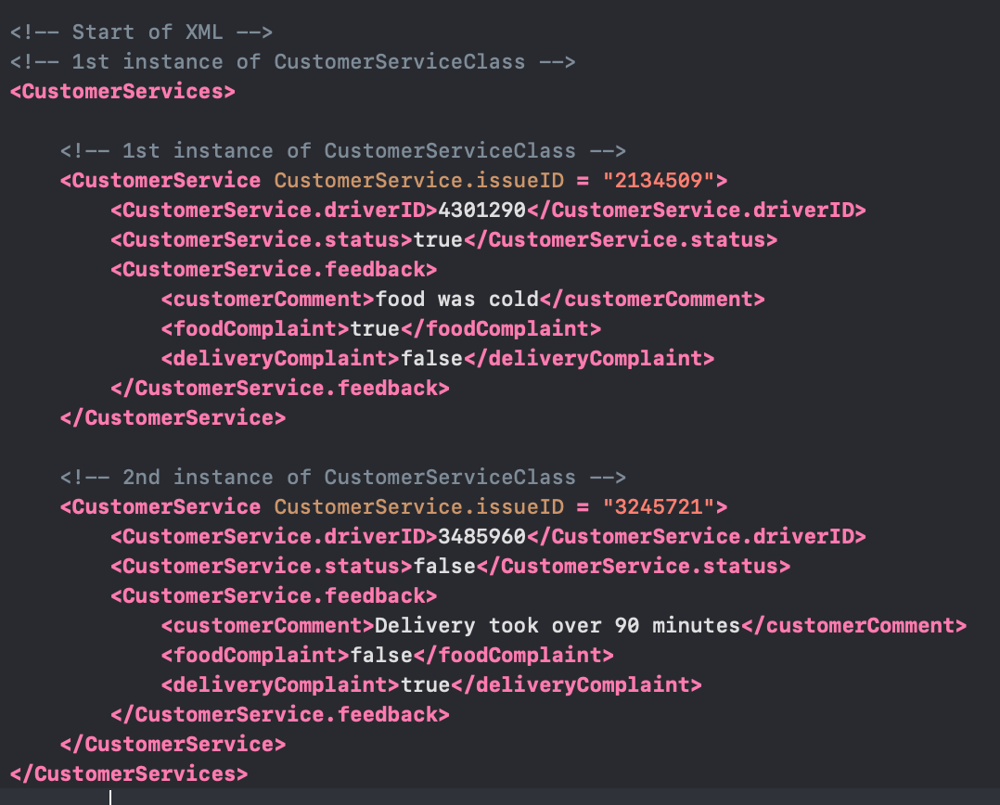 <!-- Start of XML -->
<!-- 1st instance of CustomerServiceClass -->
<CustomerServices>
<!-- 1st instance of CustomerServiceClass -->
<CustomerService CustomerService.issueID = "2134509">
<CustomerService.driverID>4301290</CustomerService.driverID>
<CustomerService.status>true</CustomerService.status>
<CustomerService.feedback>
<customerComment>food was cold</customerComment>
<foodComplaint>true</foodComplaint>
<deliveryComplaint>false</deliveryComplaint>
</CustomerService.feedback>
</CustomerService>
<!-- 2nd instance of CustomerServiceClass -->
<CustomerService CustomerService.issueID = "3245721">
<CustomerService.driverID>3485960</CustomerService.driverID>
<CustomerService.status>false</CustomerService.status>
<CustomerService.feedback>
<customerComment>Delivery took over 90 minutes</customerComment>
<foodComplaint>false</foodComplaint>
<deliveryComplaint>true</deliveryComplaint>
</CustomerService.feedback>
</CustomerService>
</CustomerServices>